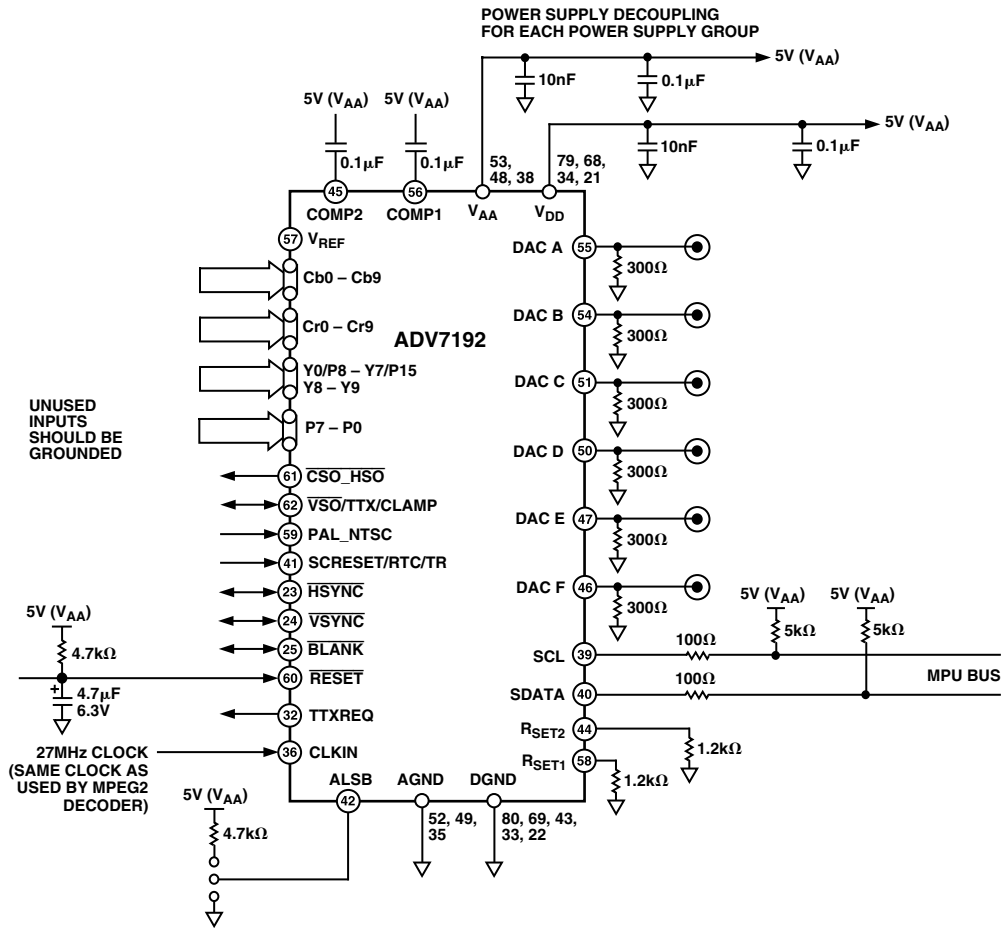 POWER SUPPLY DECOUPLING
FOR EACH POWER SUPPLY GROUP
5V (VAA)
10nF
0.1µF
5V (VAA)
5V (VAA)
5V (VAA)
10nF
0.1µF
0.1µF
0.1µF
53,
48, 38
79, 68,
34, 21
45
56
COMP2
COMP1
VAA
VDD
57
VREF
Cb0 – Cb9
Cr0 – Cr9
ADV7192
Y0/P8 – Y7/P15
Y8 – Y9
P7 – P0
UNUSED
INPUTS
SHOULD BE
GROUNDED
61
CSO_HSO
62
VSO/TTX/CLAMP
59
PAL_NTSC
41
SCRESET/RTC/TR
23
HSYNC
24
VSYNC
25
BLANK
60
RESET
32
TTXREQ
36
CLKIN
5V (VAA)
4.7kΩ
+
4.7µF
6.3V
27MHz CLOCK
(SAME CLOCK AS
USED BY MPEG2
DECODER)
5V (VAA)
4.7kΩ
ALSB
42
AGND
52, 49,
35
DGND
80, 69, 43,
33, 22
DAC A
55
300Ω
DAC B
54
300Ω
DAC C
51
300Ω
DAC D
50
300Ω
DAC E
47
300Ω
DAC F
46
300Ω
5V (VAA)
5V (VAA)
5kΩ
5kΩ
SCL
39
100Ω
MPU BUS
SDATA
40
100Ω
RSET2
44
1.2kΩ
RSET1
58
1.2kΩ